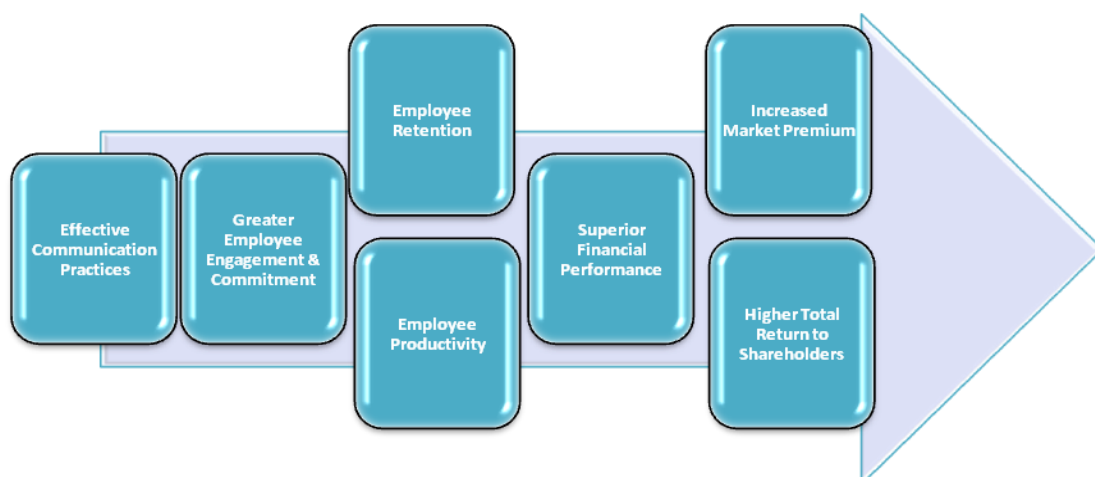 Effective
Communication
Practices
Greater
Employee
Engagement &
Commitment
Employee
Retention
Employee
Productivity
Superior
Financial
Performance
Increased
Market Premium
Higher Total
Return to
Shareholders